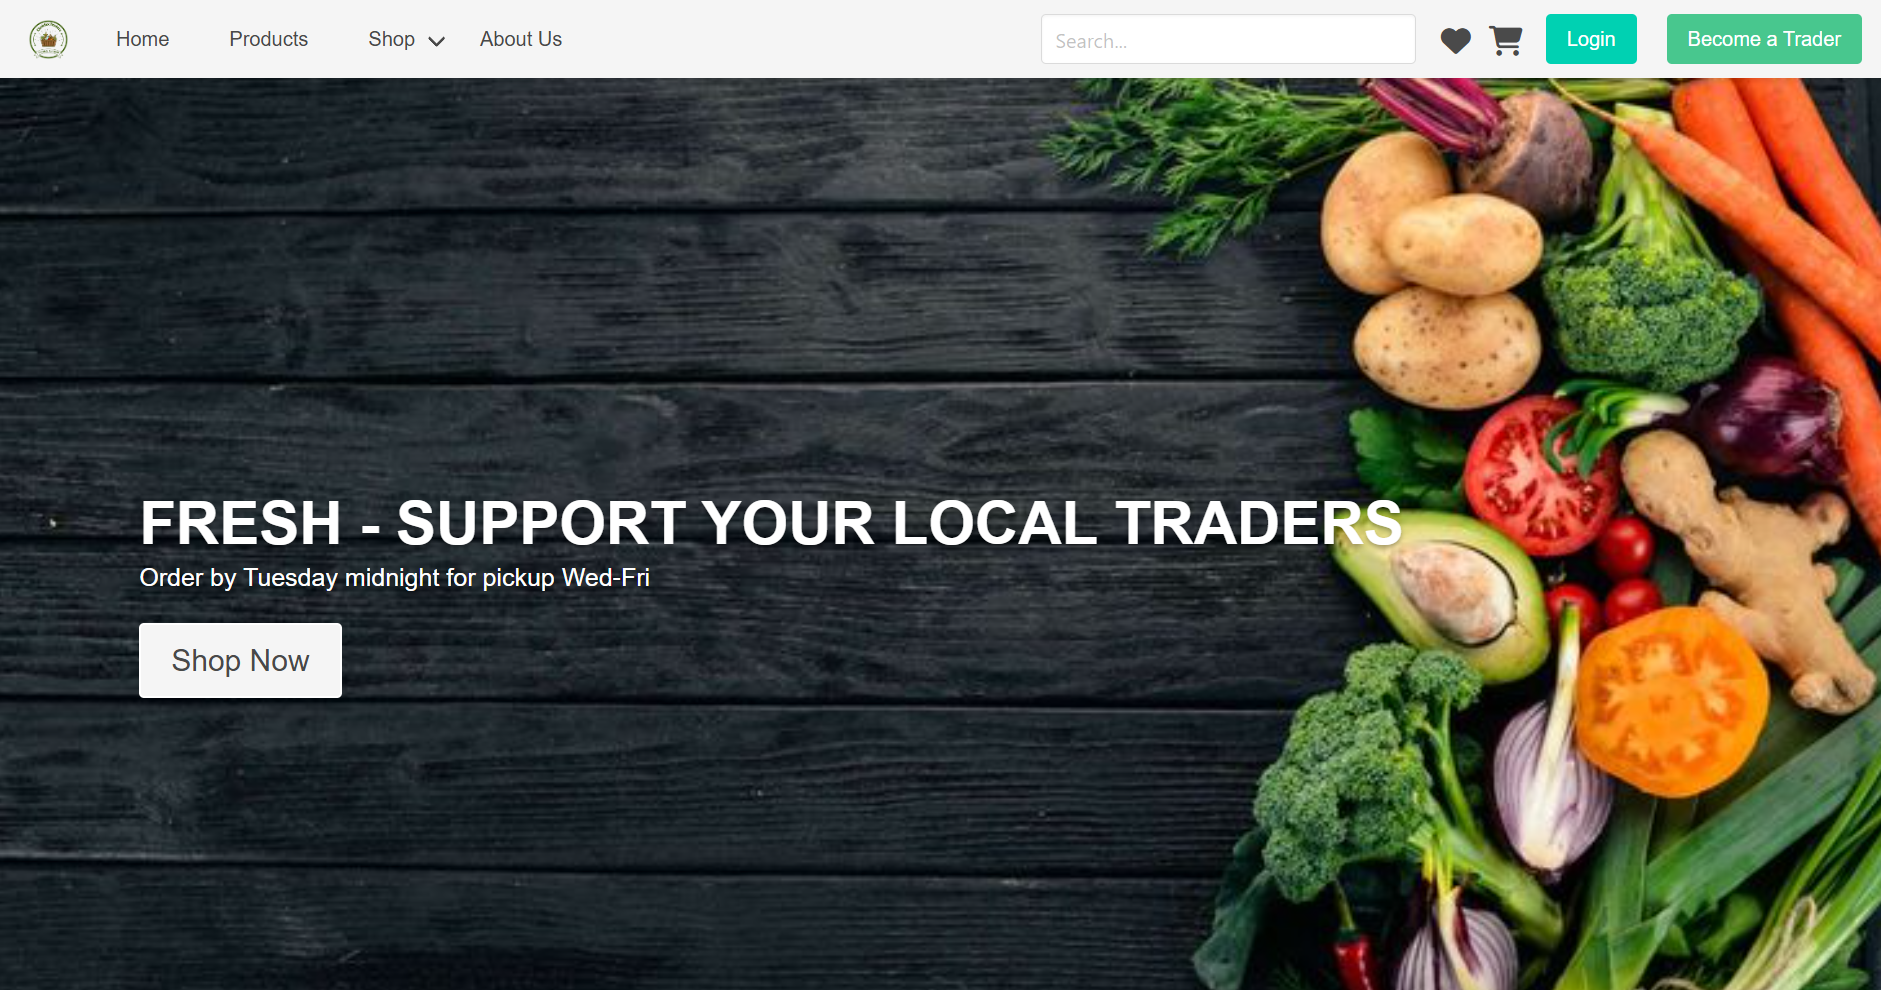 Home
Products
Shop
About Us
Search...
Login
Become a Trader
FRESH - SUPPORT YOUR LOCAL TRADERS
Order by Tuesday midnight for pickup Wed-Fri
Shop Now